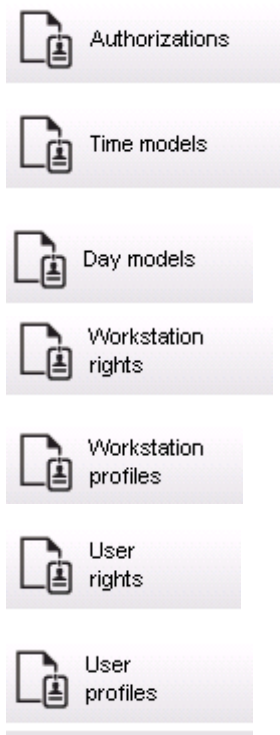 Authorizations
Time models
Day models
Workstation
rights
Workstation
profiles
User
rights
User
profiles